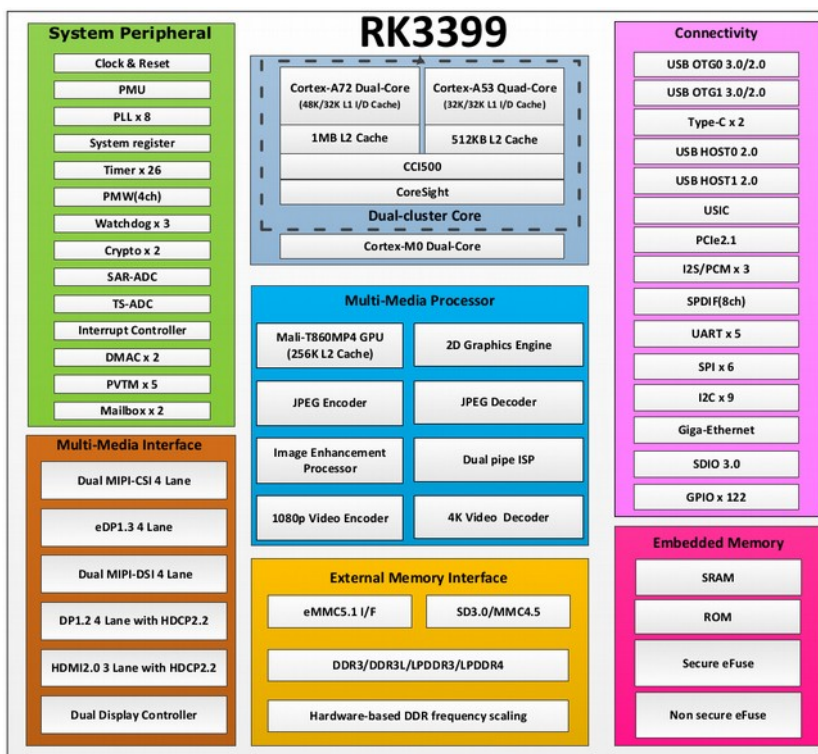 RK3399
System Peripheral
Clock & Reset
PMU
PLL x 8
System register
Timer x 26
PMW(4ch)
Watchdog x 3
Crypto x 2
SAR-ADC
TS-ADC
Interrupt Controller
DMAC x 2
PVTM x 5
Mailbox x 2
Multi-Media Interface
Dual MIPI-CSI 4 Lane
eDP1.3 4 Lane
Dual MIPI-DSI 4 Lane
DP1.2 4 Lane with HDCP2.2
HDMI2.0 3 Lane with HDCP2.2
Dual Display Controller
Cortex-A72 Dual-Core
(48K/32K L1 I/D Cache)
Cortex-A53 Quad-Core
(32K/32K L1 I/D Cache)
1MB L2 Cache
512KB L2 Cache
CCI500
CoreSight
Dual-cluster Core
Cortex-M0 Dual-Core
Multi-Media Processor
Mali-T860MP4 GPU
(256K L2 Cache)
2D Graphics Engine
JPEG Encoder
JPEG Decoder
Image Enhancement
Processor
Dual pipe ISP
1080p Video Encoder
4K Video Decoder
External Memory Interface
eMMC5.1 I/F
SD3.0/MMC4.5
DDR3/DDR3L/LPDDR3/LPDDR4
Hardware-based DDR frequency scaling
Connectivity
USB OTG0 3.0/2.0
USB OTG1 3.0/2.0
Type-C x 2
USB HOST0 2.0
USB HOST1 2.0
USIC
PCIe2.1
I2S/PCM x 3
SPDIF(8ch)
UART x 5
SPI x 6
I2C x 9
Giga-Ethernet
SDIO 3.0
GPIO x 122
Embedded Memory
SRAM
ROM
Secure eFuse
Non secure eFuse